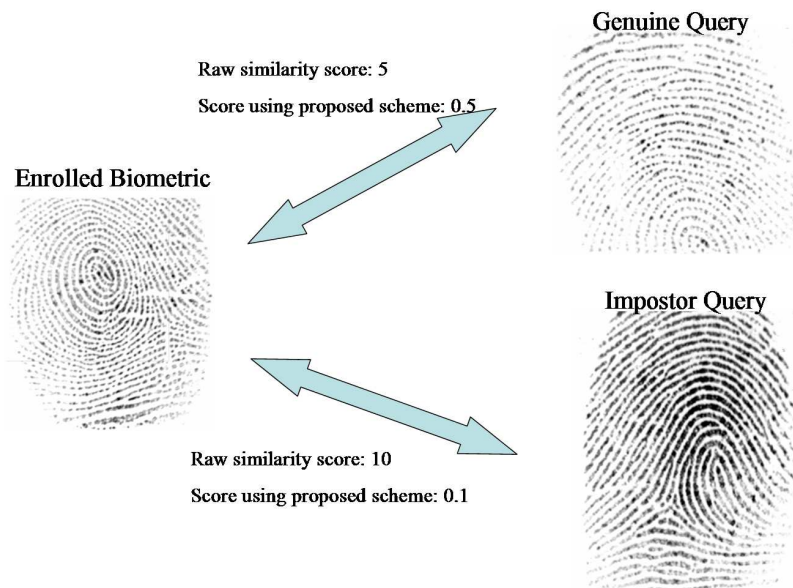 Genuine Query
Raw similarity score: 5
Score using proposed scheme: 0.5
Enrolled Biometric
Impostor Query
Raw similarity score: 10
Score using proposed scheme: 0.1